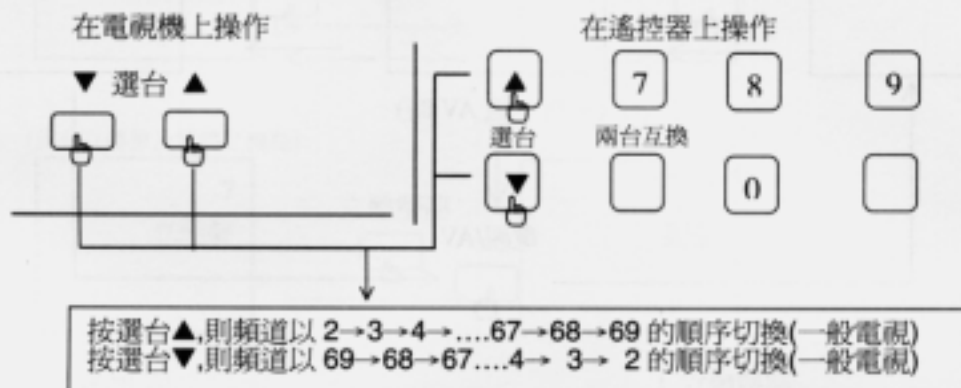 在電視機上操作
▼ 選台 ▲
在遙控器上操作
▲ 7 8 9
選台 兩台互換
▼ 0
按選台▲,則頻道以 2→3→4→....67→68→69 的順序切換(一般電視)
按選台▼,則頻道以 69→68→67....4→ 3→ 2 的順序切換(一般電視)